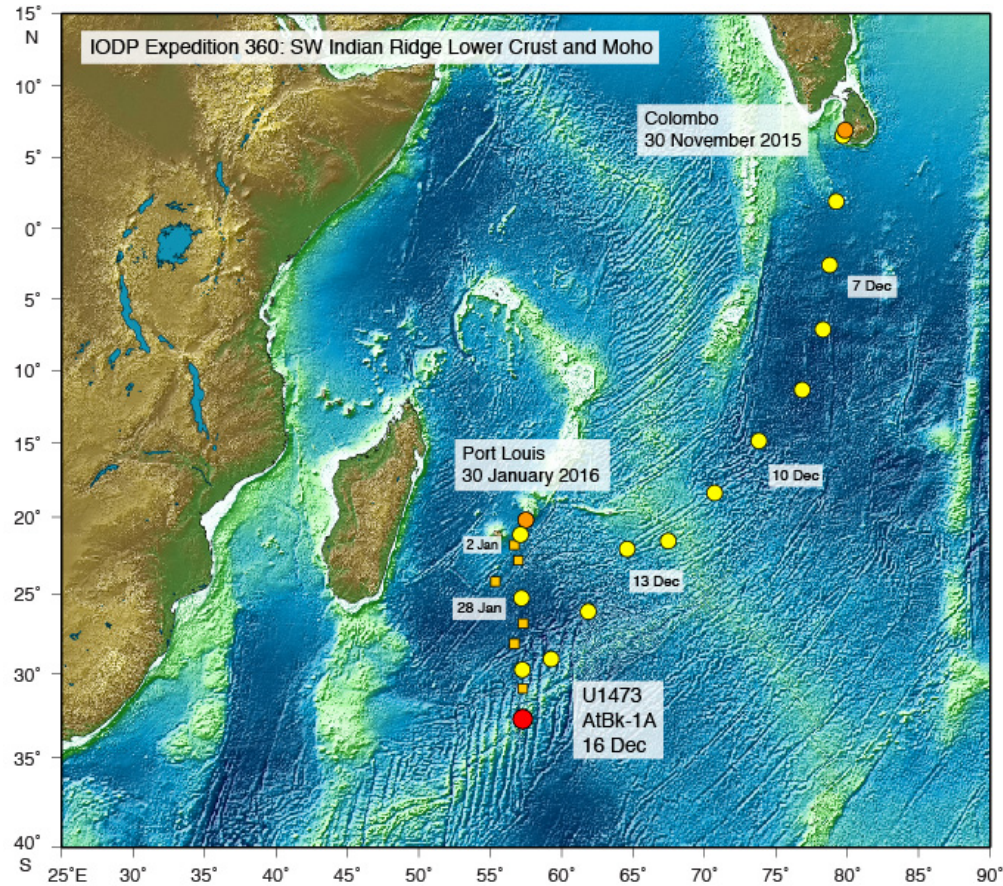 15°
N
IODP Expedition 360: SW Indian Ridge Lower Crust and Moho
10°
Colombo
30 November 2015
5°
0°
7 Dec
5°
10°
15°
Port Louis
30 January 2016
10 Dec
20°
2 Jan
13 Dec
25°
28 Jan
30°
U1473
AtBk-1A
16 Dec
35°
40°
S
25°E 30° 35° 40° 45° 50° 55° 60° 65° 70° 75° 80° 85° 90°